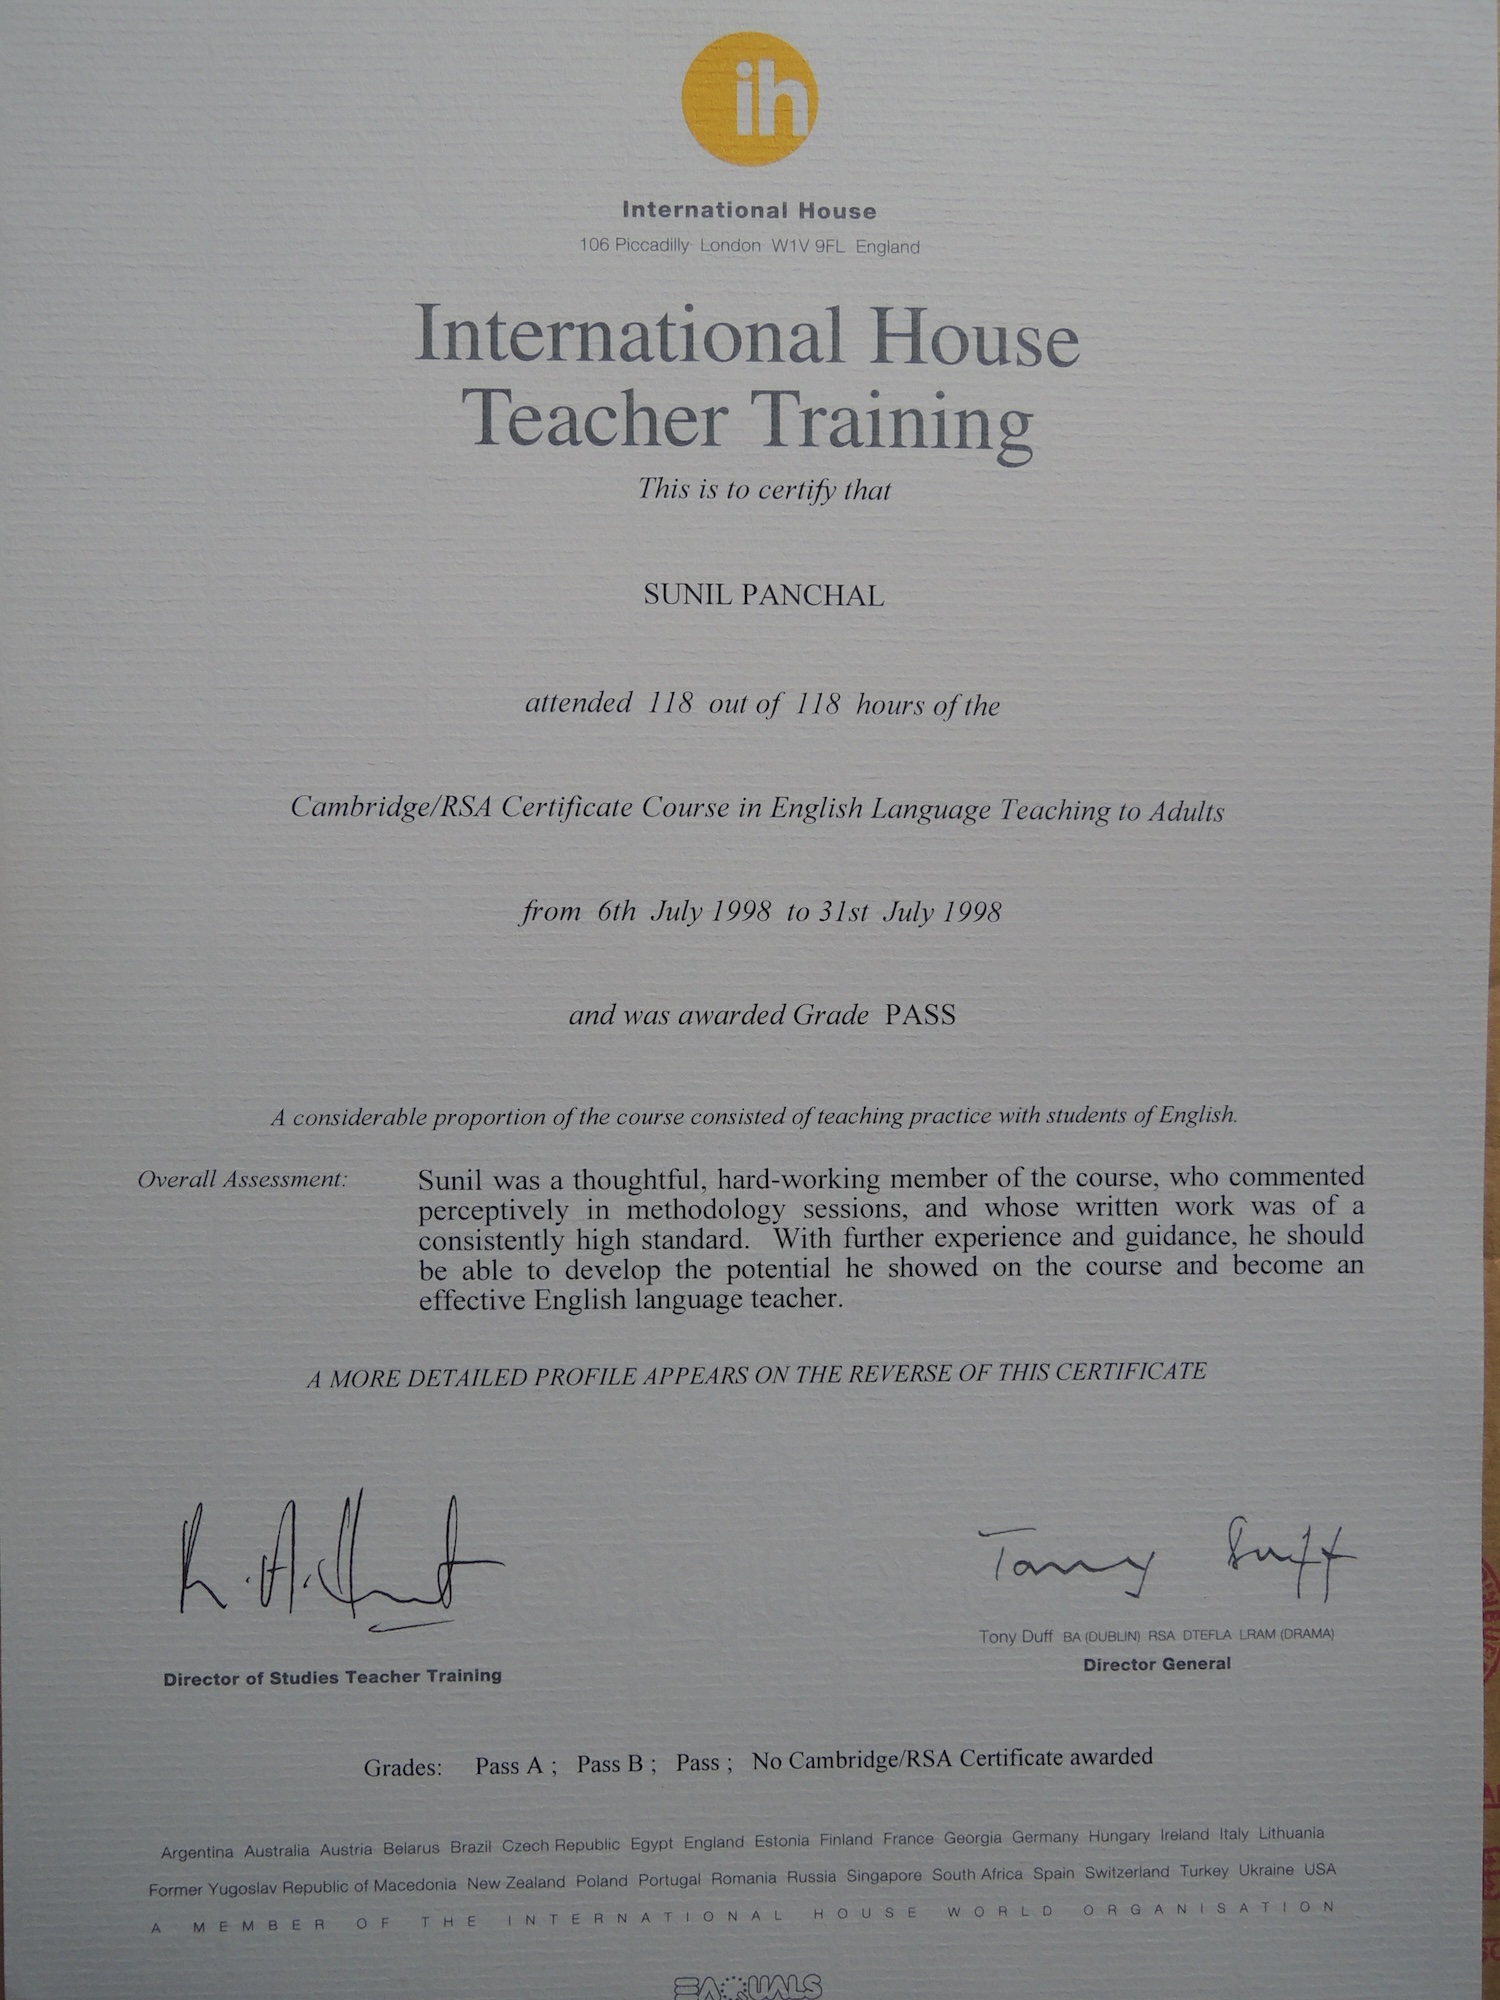 ih
International House
106 Piccadilly London W1V 9FL England
International House
Teacher Training
This is to certify that
SUNIL PANCHAL
attended 118 out of 118 hours of the
Cambridge/RSA Certificate Course in English Language Teaching to Adults
from 6th July 1998 to 31st July 1998
and was awarded Grade PASS
A considerable proportion of the course consisted of teaching practice with students of English.
Overall Assessment: Sunil was a thoughtful, hard-working member of the course, who commented
perceptively in methodology sessions, and whose written work was of a
consistently high standard. With further experience and guidance, he should
be able to develop the potential he showed on the course and become an
effective English language teacher.
A MORE DETAILED PROFILE APPEARS ON THE REVERSE OF THIS CERTIFICATE
Tony Duff
Tony Duff BA (DUBLIN) RSA DTEFLA LRAM (DRAMA)
Director of Studies Teacher Training
Director General
Grades: Pass A ; Pass B ; Pass ; No Cambridge/RSA Certificate awarded
Argentina Australia Austria Belarus Brazil Czech Republic Egypt England Estonia Finland France Georgia Germany Hungary Ireland Italy Lithuania
Former Yugoslav Republic of Macedonia New Zealand Poland Portugal Romania Russia Singapore South Africa Spain Switzerland Turkey Ukraine USA
A MEMBER OF THE INTERNATIONAL HOUSE WORLD ORGANISATION
EAQUALS